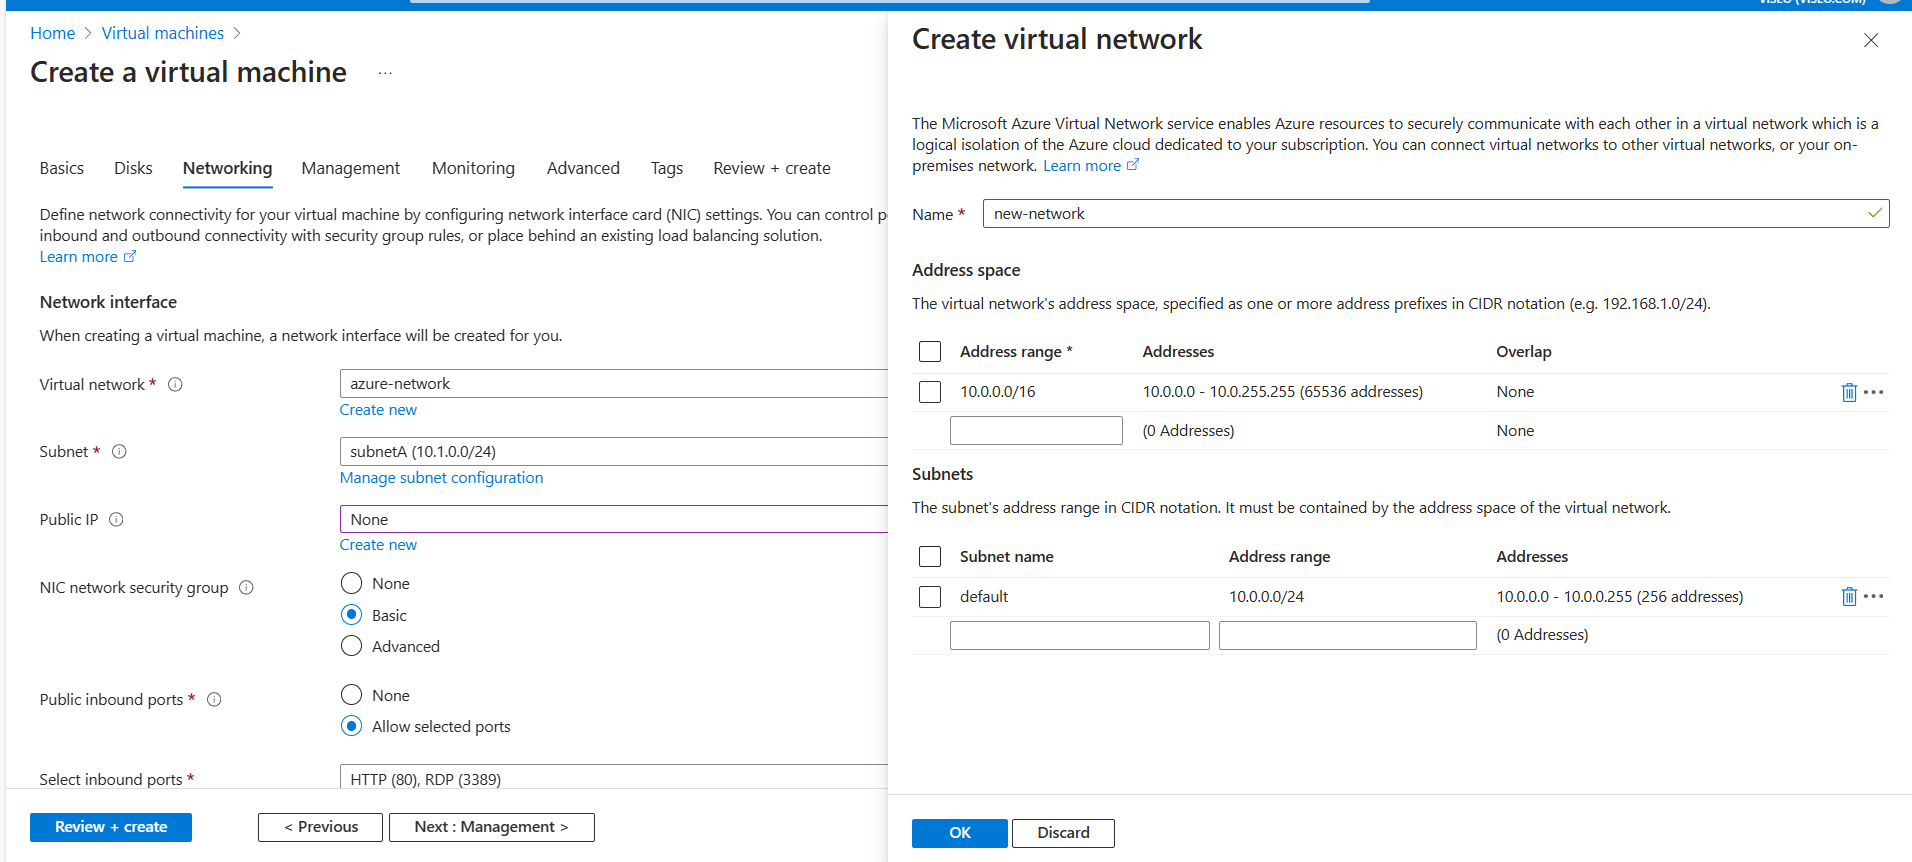 VISEO (VISEO.COM)
Home > Virtual machines >
Create a virtual machine ...
Basics Disks Networking Management Monitoring Advanced Tags Review + create
Define network connectivity for your virtual machine by configuring network interface card (NIC) settings. You can control
inbound and outbound connectivity with security group rules, or place behind an existing load balancing solution.
Learn more
Network interface
When creating a virtual machine, a network interface will be created for you.
Virtual network *
azure-network
Create new
Subnet *
subnetA (10.1.0.0/24)
Manage subnet configuration
Public IP
None
Create new
NIC network security group
None
Basic
Advanced
Public inbound ports *
None
Allow selected ports
Select inbound ports *
HTTP (80), RDP (3389)
Review + create
< Previous
Next : Management >
Create virtual network
The Microsoft Azure Virtual Network service enables Azure resources to securely communicate with each other in a virtual network which is a
logical isolation of the Azure cloud dedicated to your subscription. You can connect virtual networks to other virtual networks, or your on-
premises network. Learn more
Name * new-network
Address space
The virtual network's address space, specified as one or more address prefixes in CIDR notation (e.g. 192.168.1.0/24).
Address range * Addresses Overlap
10.0.0.0/16 10.0.0.0 - 10.0.255.255 (65536 addresses) None
(0 Addresses) None
Subnets
The subnet's address range in CIDR notation. It must be contained by the address space of the virtual network.
Subnet name Address range Addresses
default 10.0.0.0/24 10.0.0.0 - 10.0.0.255 (256 addresses)
(0 Addresses)
OK
Discard